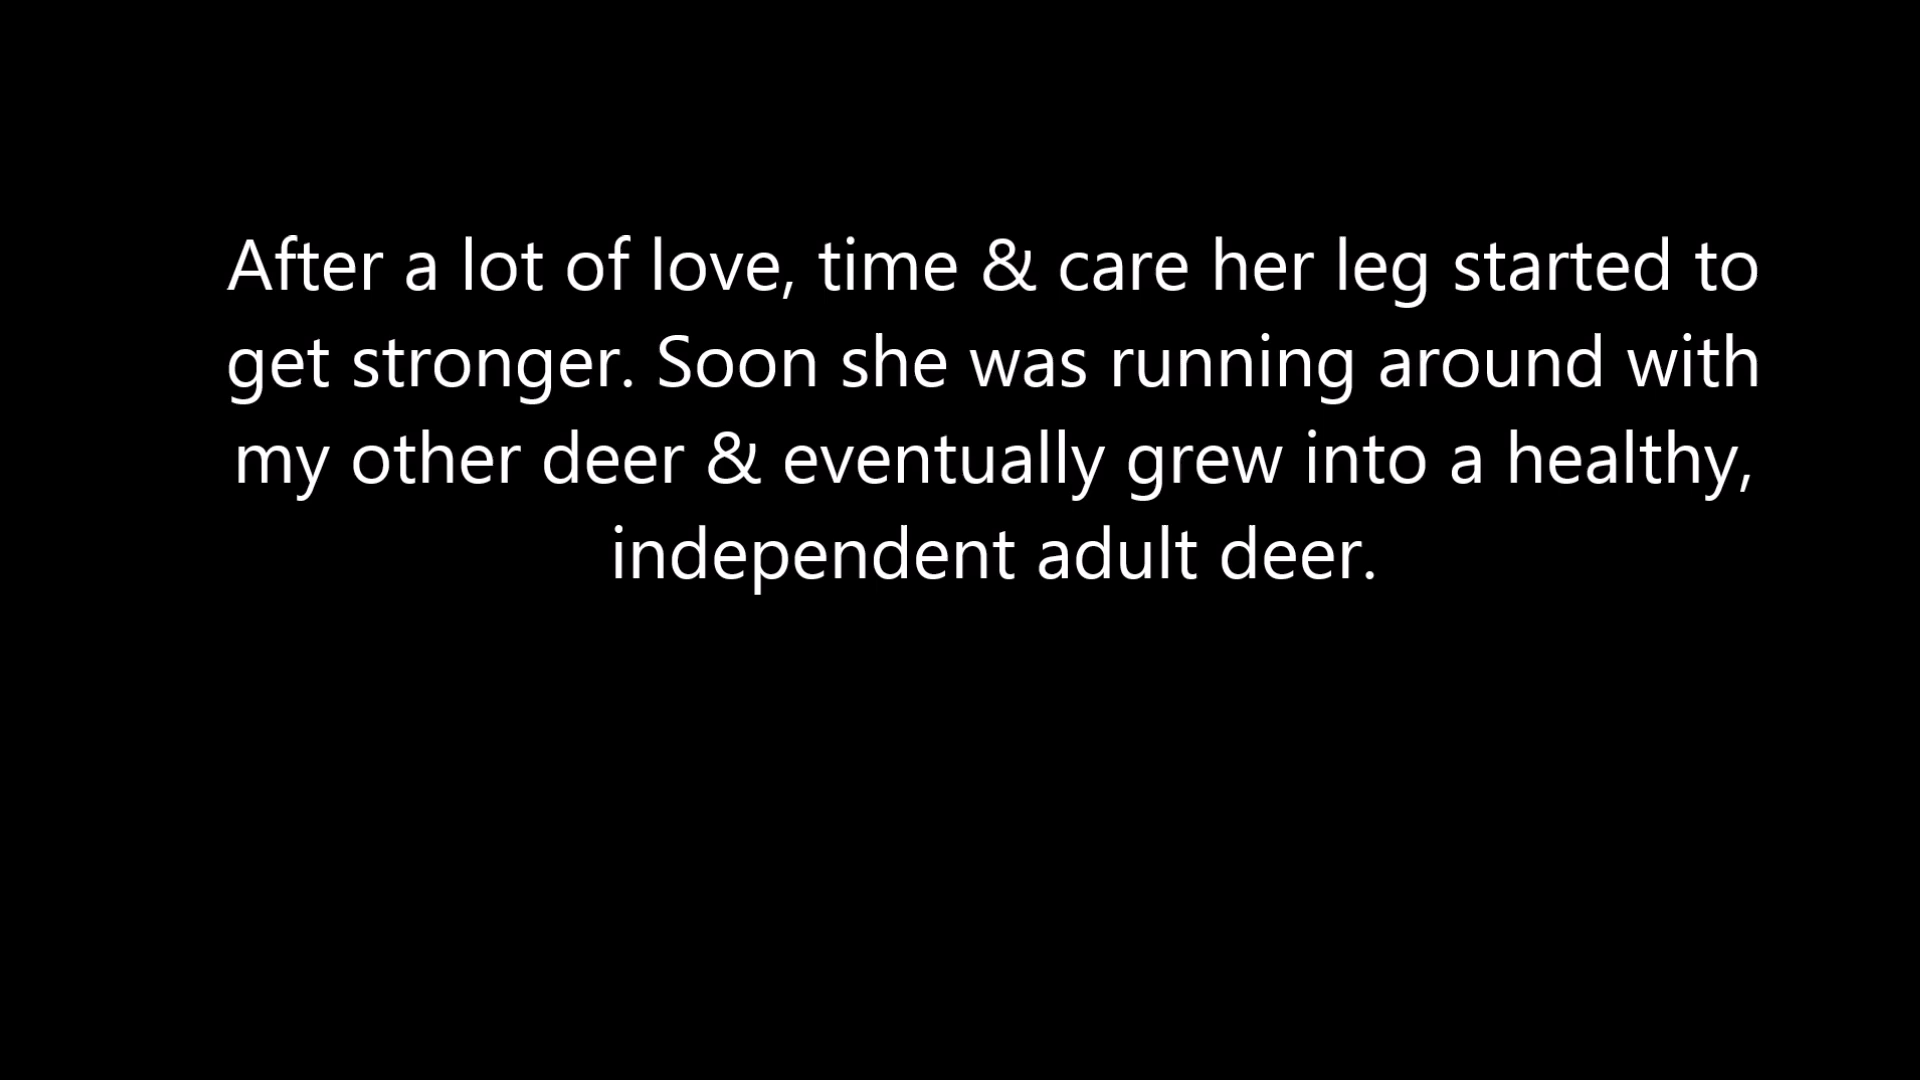 After a lot of love, time & care her leg started to
get stronger. Soon she was running around with
my other deer & eventually grew into a healthy,
independent adult deer.